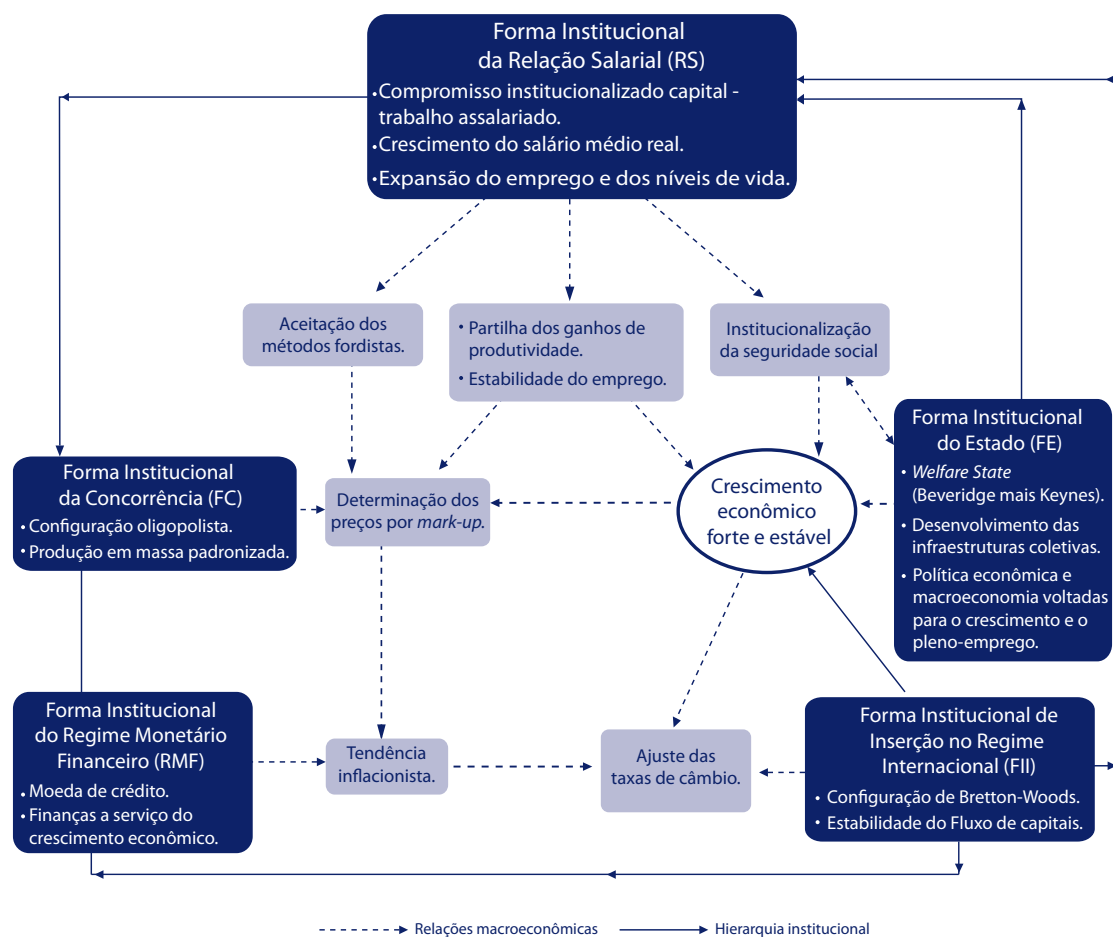 Forma Institucional
da Relação Salarial (RS)
•Compromisso institucionalizado capital -
trabalho assalariado.
•Crescimento do salário médio real.
•Expansão do emprego e dos níveis de vida.
Aceitação dos
métodos fordistas.
• Partilha dos ganhos de
produtividade.
• Estabilidade do emprego.
Institucionalização
da seguridade social
Forma Institucional
da Concorrência (FC)
• Configuração oligopolista.
• Produção em massa padronizada.
Determinação dos
preços por mark-up.
Crescimento
econômico
forte e estável
Forma Institucional
do Estado (FE)
• Welfare State
(Beveridge mais Keynes).
• Desenvolvimento das
infraestruturas coletivas.
• Política econômica e
macroeconomia voltadas
para o crescimento e o
pleno-emprego.
Forma Institucional
do Regime Monetário
Financeiro (RMF)
• Moeda de crédito.
• Finanças a serviço do
crescimento econômico.
Tendência
inflacionista.
Ajuste das
taxas de câmbio.
Forma Institucional de
Inserção no Regime
Internacional (FII)
• Configuração de Bretton-Woods.
• Estabilidade do Fluxo de capitais.
Relações macroeconômicas
Hierarquia institucional